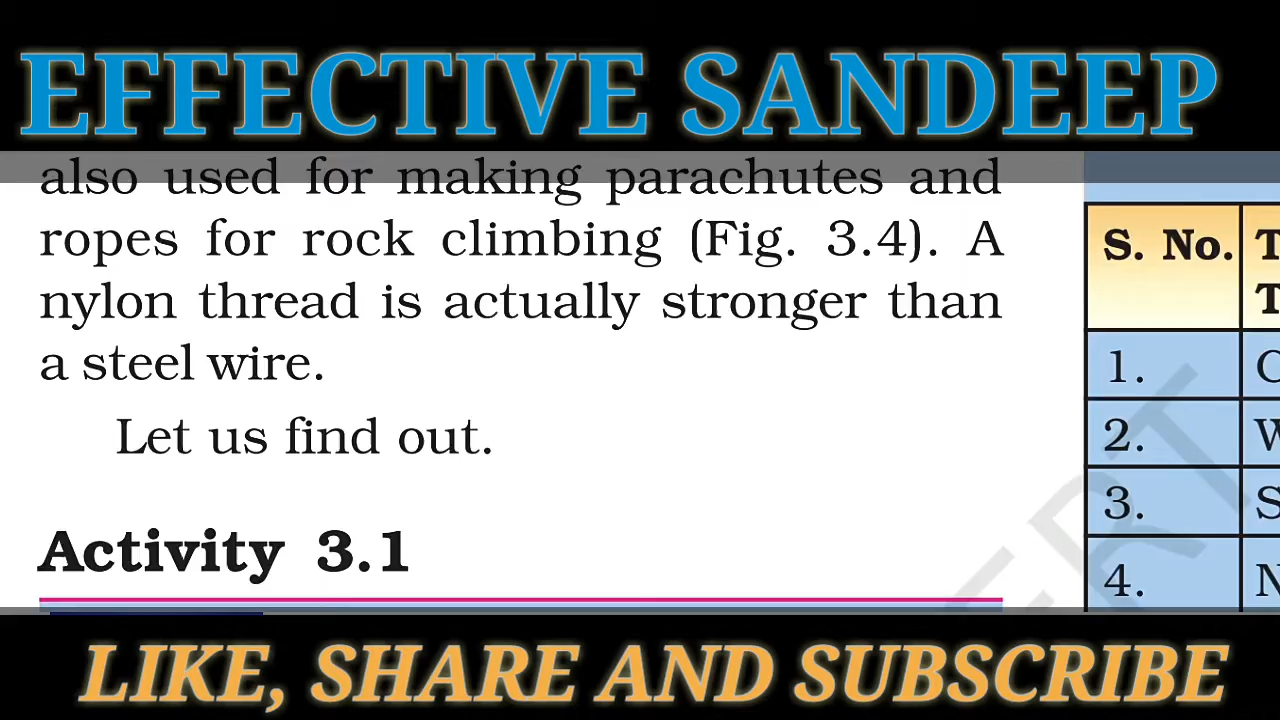 EFFECTIVE SANDEEP
also used for making parachutes and
ropes for rock climbing (Fig. 3.4). A
nylon thread is actually stronger than
a steel wire.
Let us find out.
Activity 3.1
S. No.
1.
2.
3.
4.
LIKE, SHARE AND SUBSCRIBE